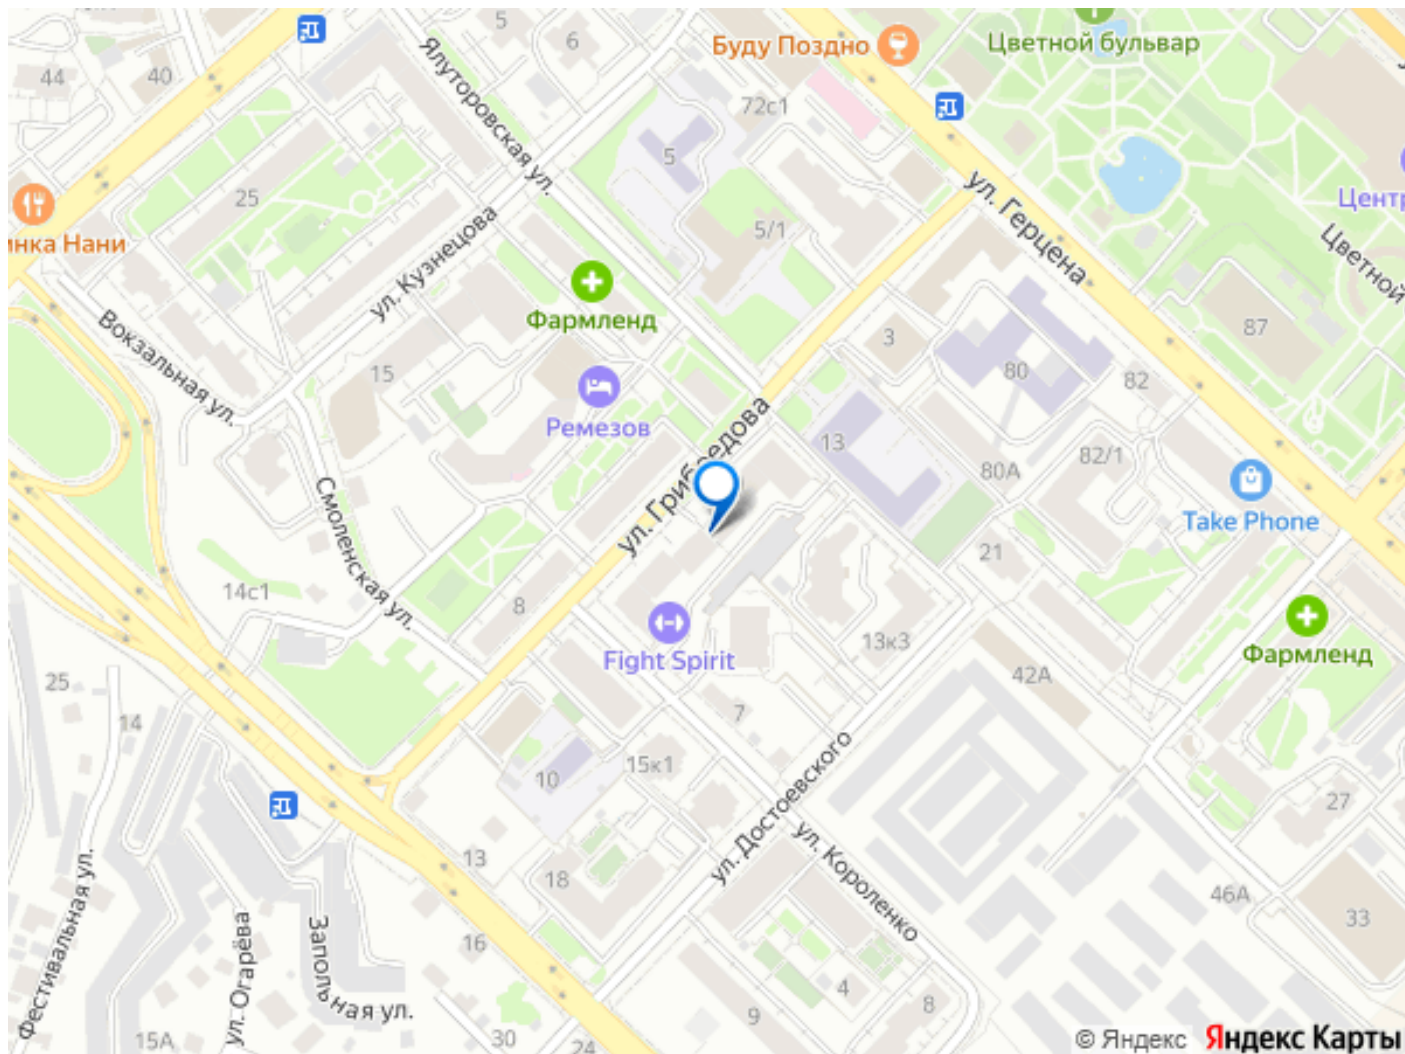 5
6
Буду Поздно
Цветной бульвар
44
40
Ялуторовская ул.
72с1
5
ул. Герцена
Центр
25
ул. Кузнецова
5/1
Цветной
инка Нани
Фармленд
87
Вокзальная ул.
15
3
80
82
Ремезов
ул. Грибоедова
13
80А
82/1
Смоленская ул.
Take Phone
21
14с1
8
Fight Spirit
13к3
Фармленд
42А
25
14
7
15к1
10
ул. Достоевского
27
ул. Короленко
13
18
46А
33
Фестивальная ул.
ул. Огарёва
Запольная ул.
16
4
8
9
15А
30
24
© Яндекс Яндекс Карты